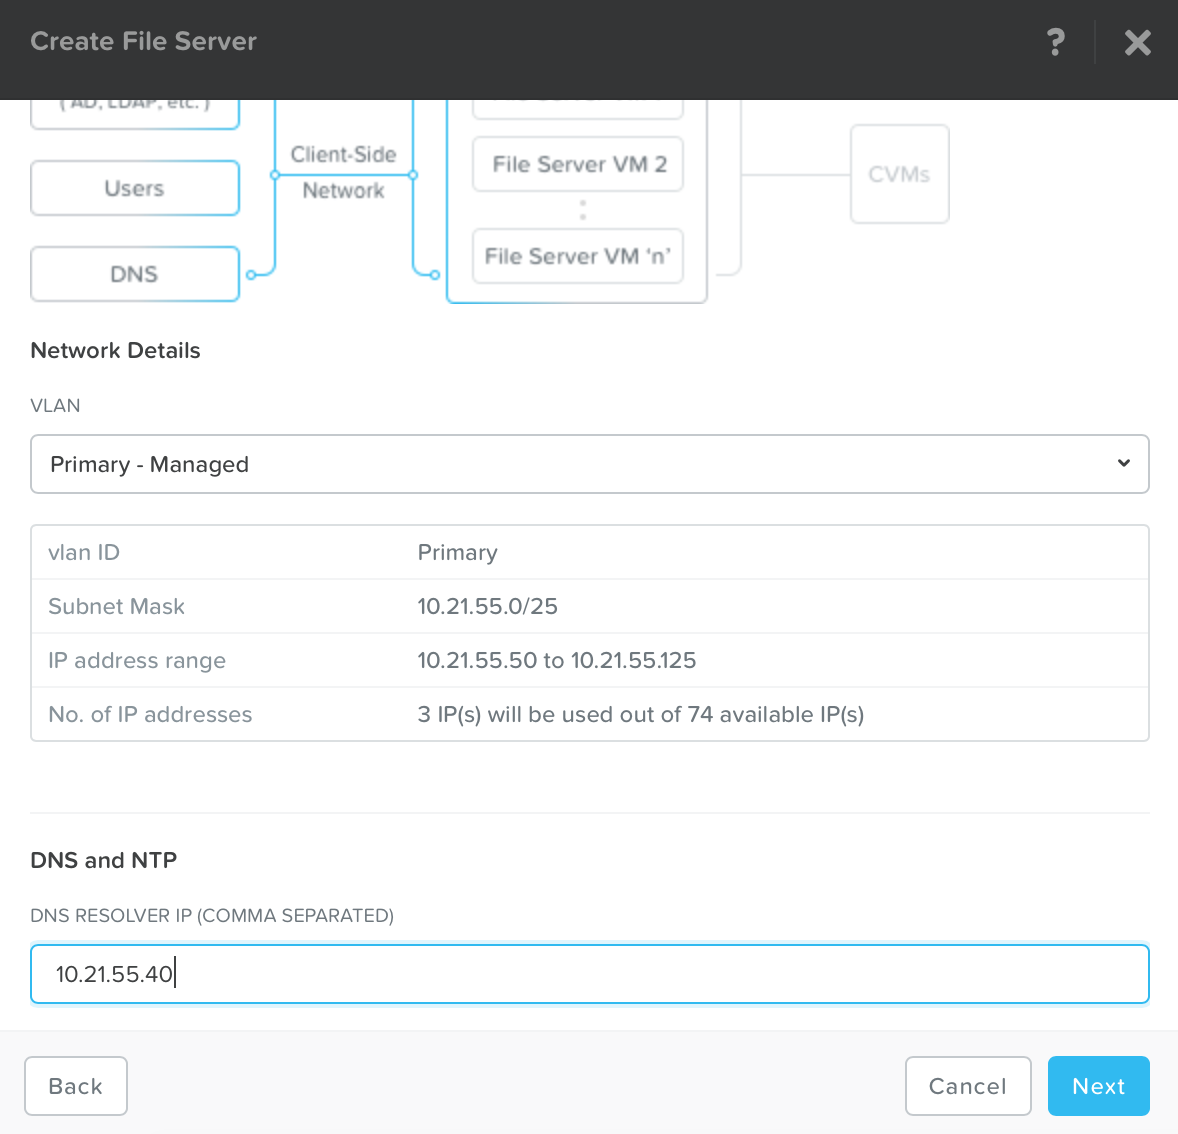 Create File Server
?
( AD, LDAP, etc. )
Users
DNS
Client-Side
Network
File Server VM 2
File Server VM ‘n’
CVMs
Network Details
VLAN
Primary - Managed
vlan ID Primary
Subnet Mask 10.21.55.0/25
IP address range 10.21.55.50 to 10.21.55.125
No. of IP addresses 3 IP(s) will be used out of 74 available IP(s)
DNS and NTP
DNS RESOLVER IP (COMMA SEPARATED)
10.21.55.40
Back
Cancel
Next